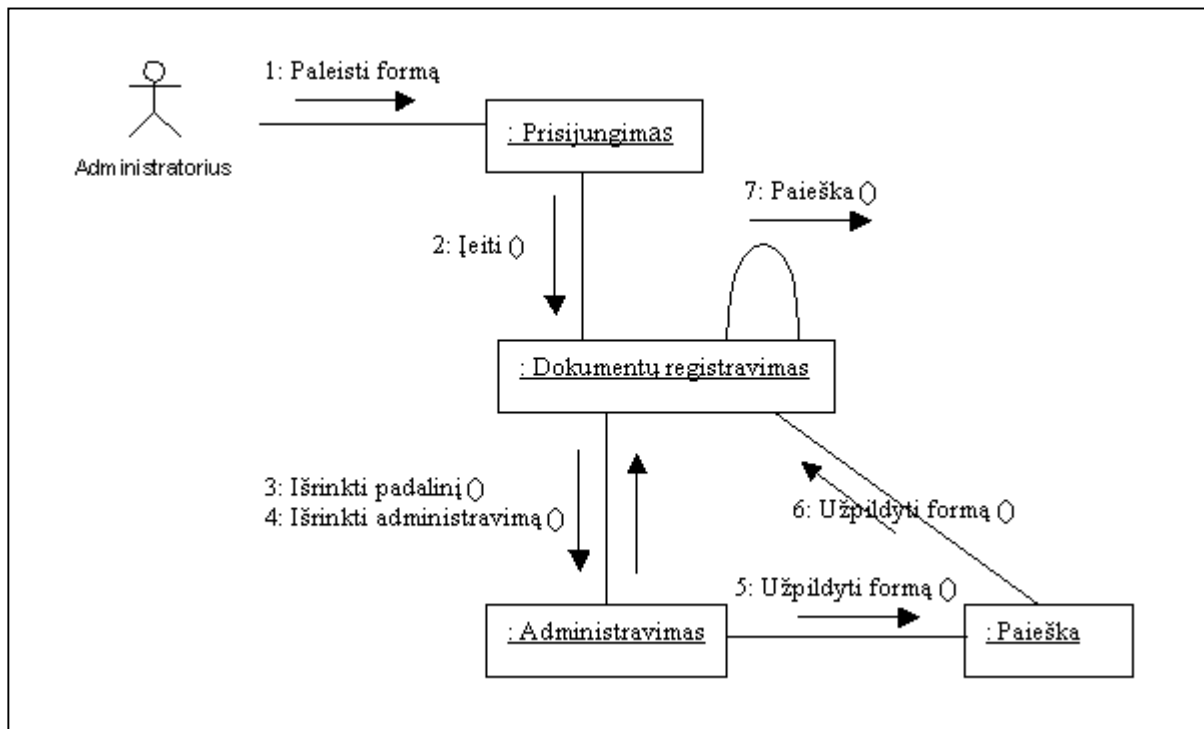 1: Paleisti formą
: Prisijungimas
Administratorius
7: Paieška ()
2: Įeiti ()
: Dokumentų registravimas
3: Išrinkti padalinį ()
4: Išrinkti administravimą ()
6: Užpildyti formą ()
5: Užpildyti formą ()
: Administravimas
: Paieška